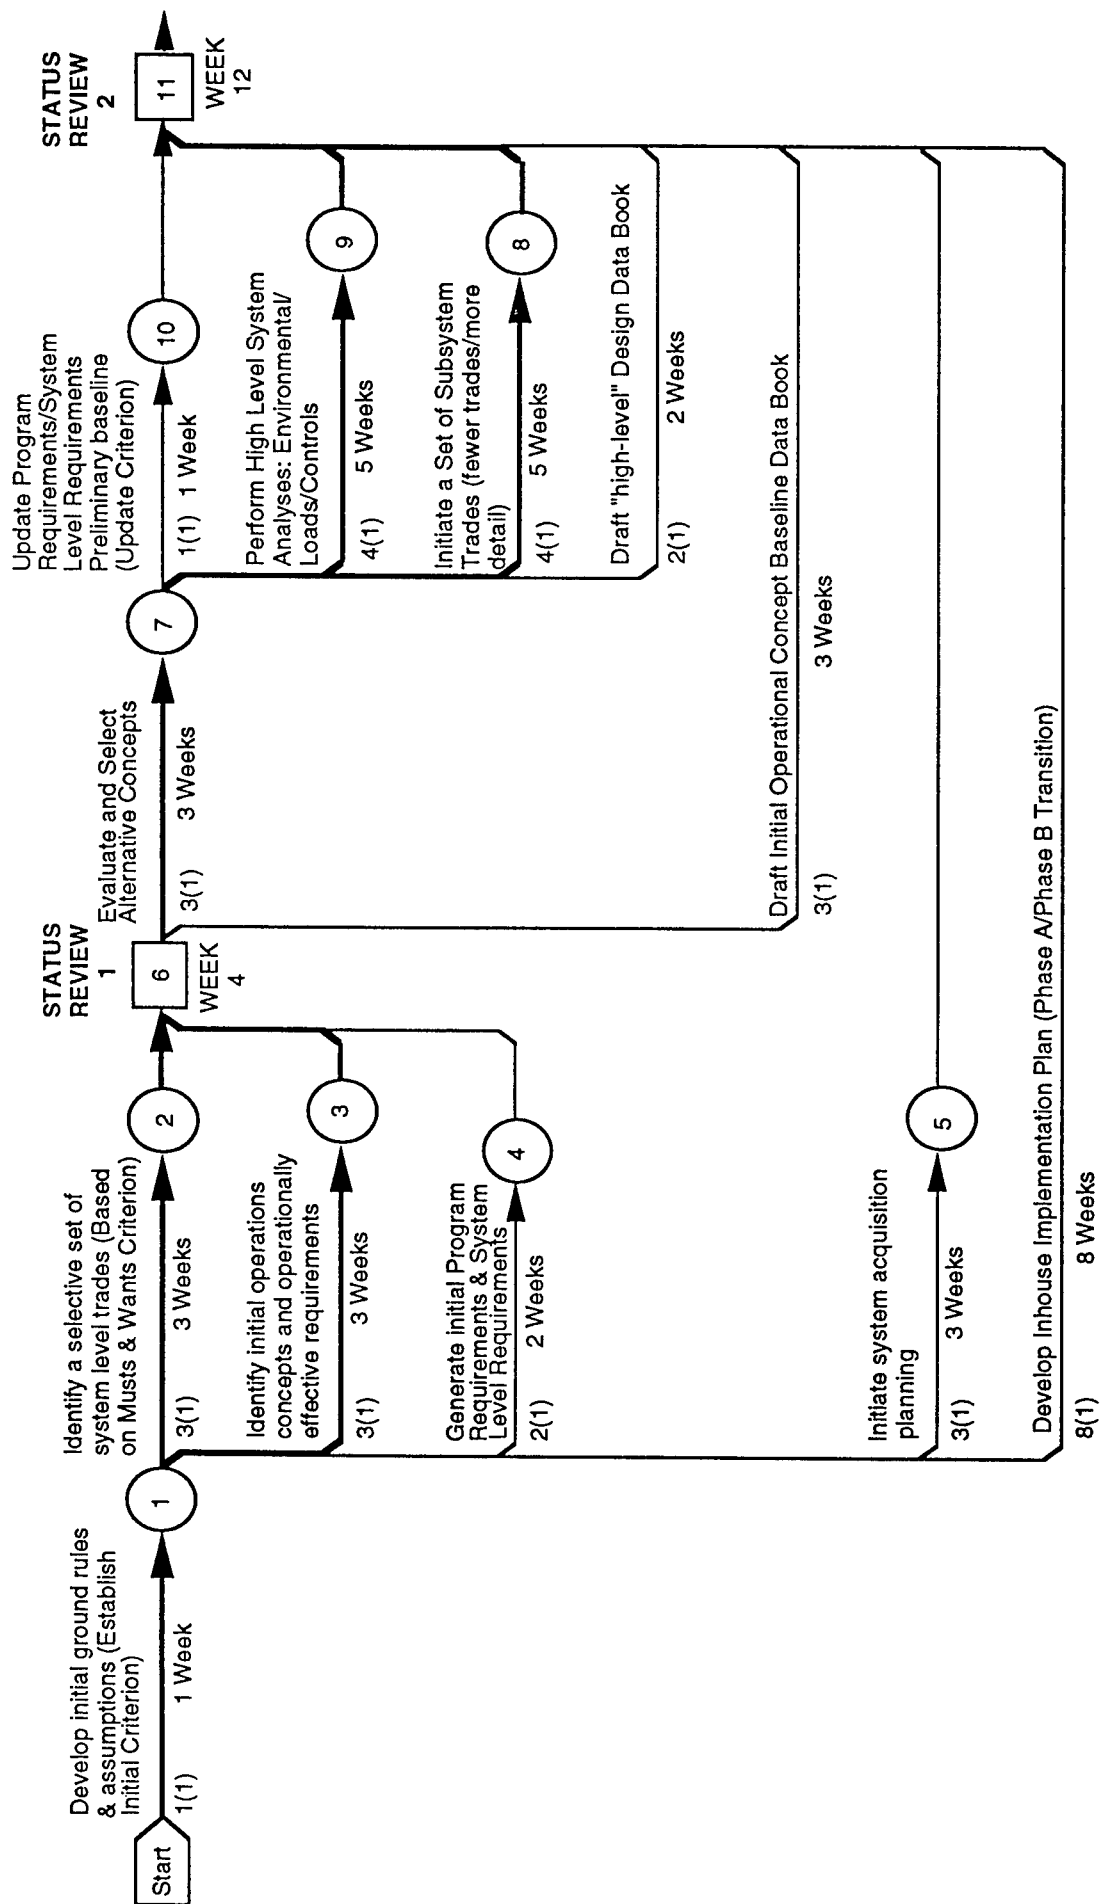 Start
Develop initial ground rules
& assumptions (Establish
Initial Criterion)
1(1)
1 Week
1
Identify a selective set of
system level trades (Based
on Musts & Wants Criterion)
3(1)
3 Weeks
2
Identify initial operations
concepts and operationally
effective requirements
3(1)
3 Weeks
3
Generate initial Program
Requirements & System
Level Requirements
2(1)
2 Weeks
4
Initiate system acquisition
planning
3(1)
3 Weeks
5
Develop Inhouse Implementation Plan (Phase A/Phase B Transition)
8(1)
8 Weeks
STATUS
REVIEW
1
6
WEEK
4
Evaluate and Select
Alternative Concepts
3(1)
3 Weeks
7
Draft Initial Operational Concept Baseline Data Book
3(1)
3 Weeks
Update Program
Requirements/System
Level Requirements
Preliminary baseline
(Update Criterion)
1(1)
1 Week
10
Perform High Level System
Analyses: Environmental/
Loads/Controls
4(1)
5 Weeks
9
Initiate a Set of Subsystem
Trades (fewer trades/more
detail)
4(1)
5 Weeks
8
Draft "high-level" Design Data Book
2(1)
2 Weeks
STATUS
REVIEW
2
11
WEEK
12